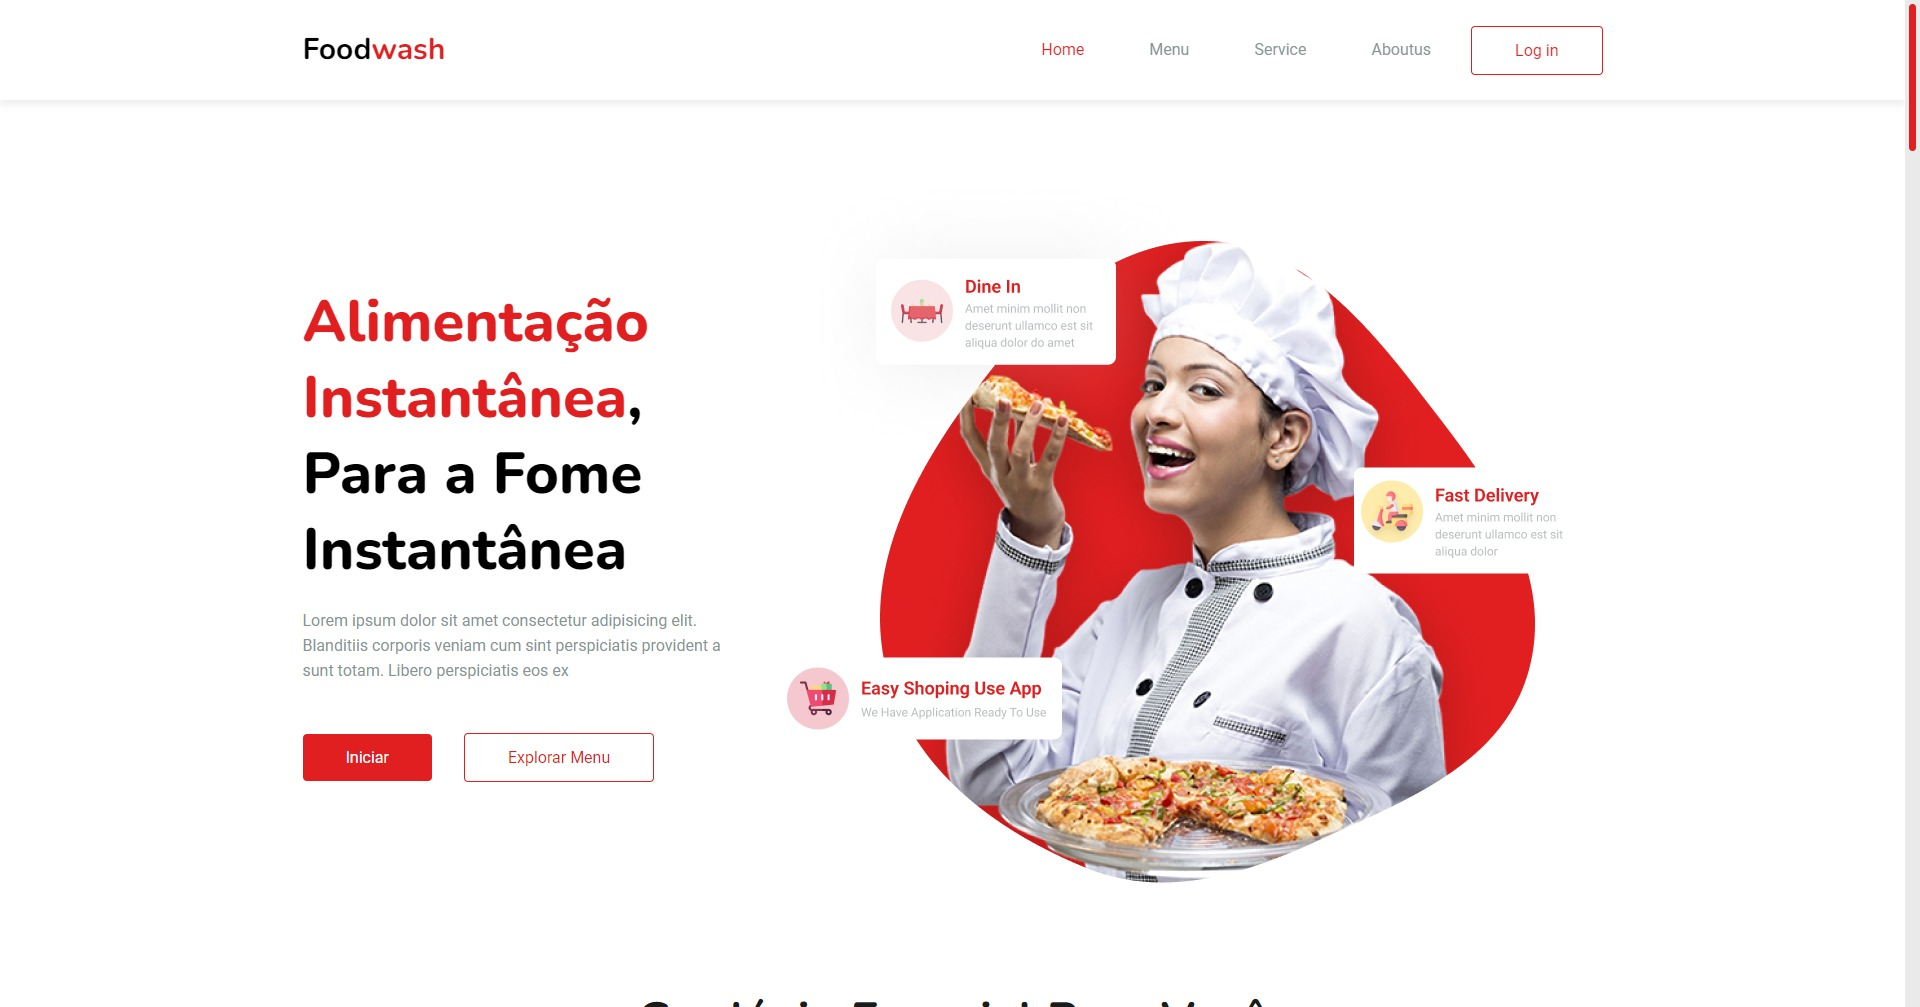 Foodwash
Home Menu Service Aboutus Log in
Alimentação
Instantânea,
Para a Fome
Instantânea
Lorem ipsum dolor sit amet consectetur adipisicing elit.
Blanditiis corporis veniam cum sint perspiciatis provident a
sunt totam. Libero perspiciatis eos ex
Iniciar
Explorar Menu
Dine In
Amet minim mollit non
deserunt ullamco est sit
aliqua dolor do amet
Fast Delivery
Amet minim mollit non
deserunt ullamco est sit
aliqua dolor
Easy Shoping Use App
We Have Application Ready To Use